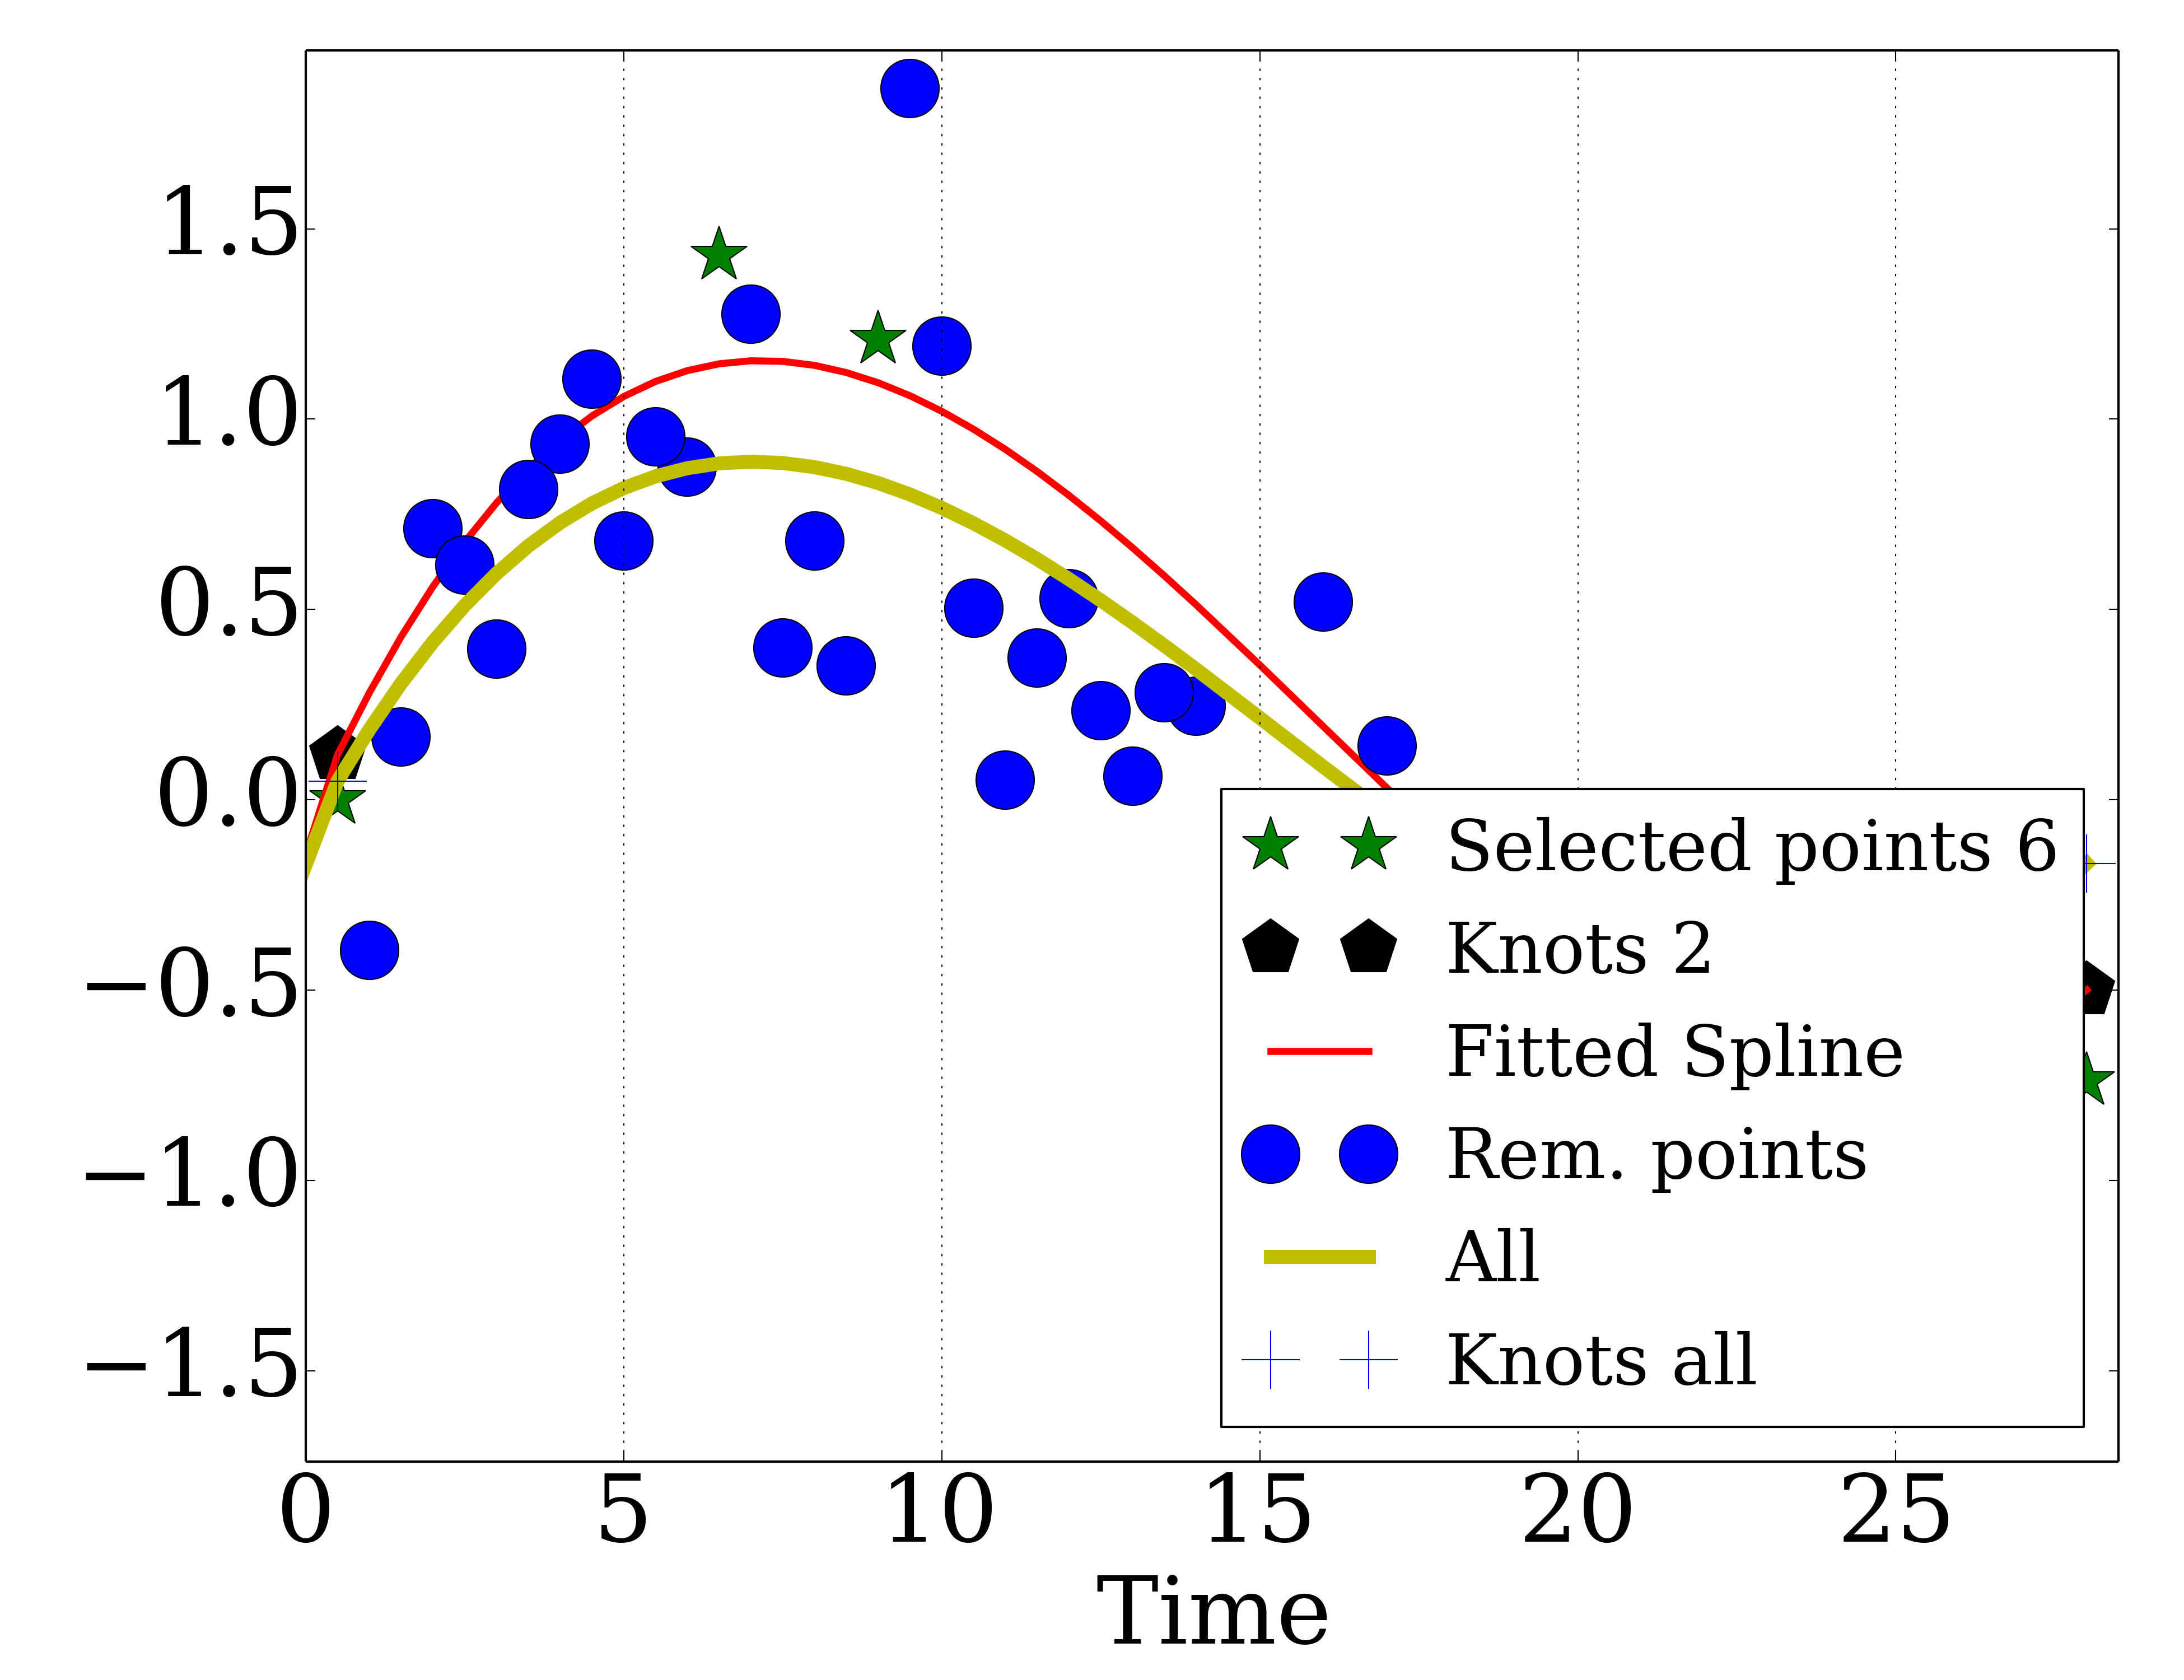 1.5
1.0
0.5
0.0
−0.5
−1.0
−1.5
Selected points 6
Knots 2
Fitted Spline
Rem. points
All
Knots all
0 5 10 15 20 25
Time